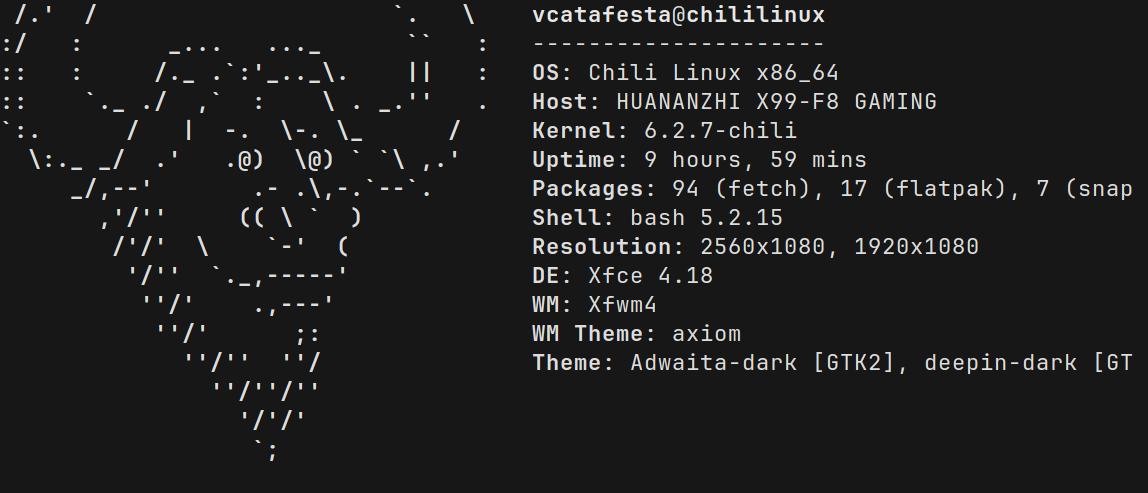 vcatafesta@chililinux
---------------------
OS: Chili Linux x86_64
Host: HUANANZHI X99-F8 GAMING
Kernel: 6.2.7-chili
Uptime: 9 hours, 59 mins
Packages: 94 (fetch), 17 (flatpak), 7 (snap
Shell: bash 5.2.15
Resolution: 2560x1080, 1920x1080
DE: Xfce 4.18
WM: Xfwm4
WM Theme: axiom
Theme: Adwaita-dark [GTK2], deepin-dark [GT